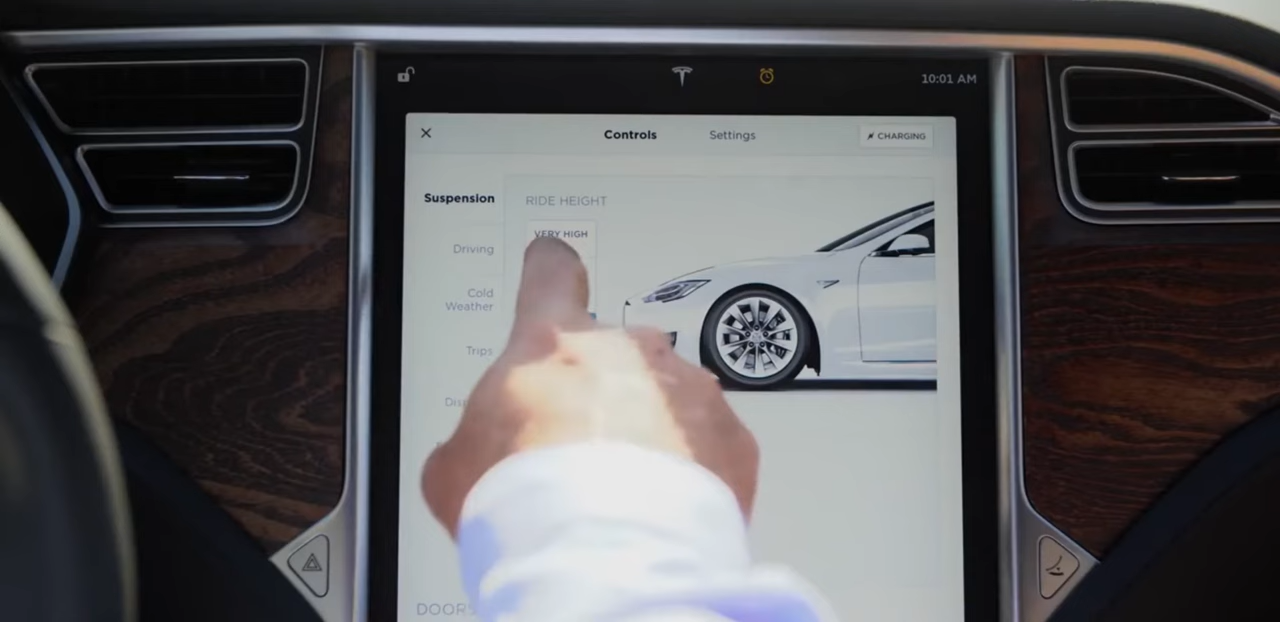 10:01 AM
Controls
Settings
CHARGING
Suspension
RIDE HEIGHT
VERY HIGH
Driving
Cold
Weather
Trips
DOORS